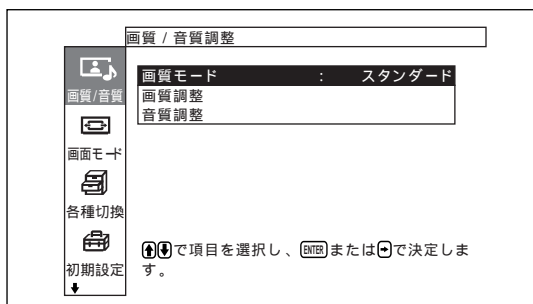 画質 / 音質調整
画質/音質
画面モード
各種切換
初期設定
画質モード : スタンダード
画質調整
音質調整
で項目を選択し、ENTERまたはで決定しま
す。